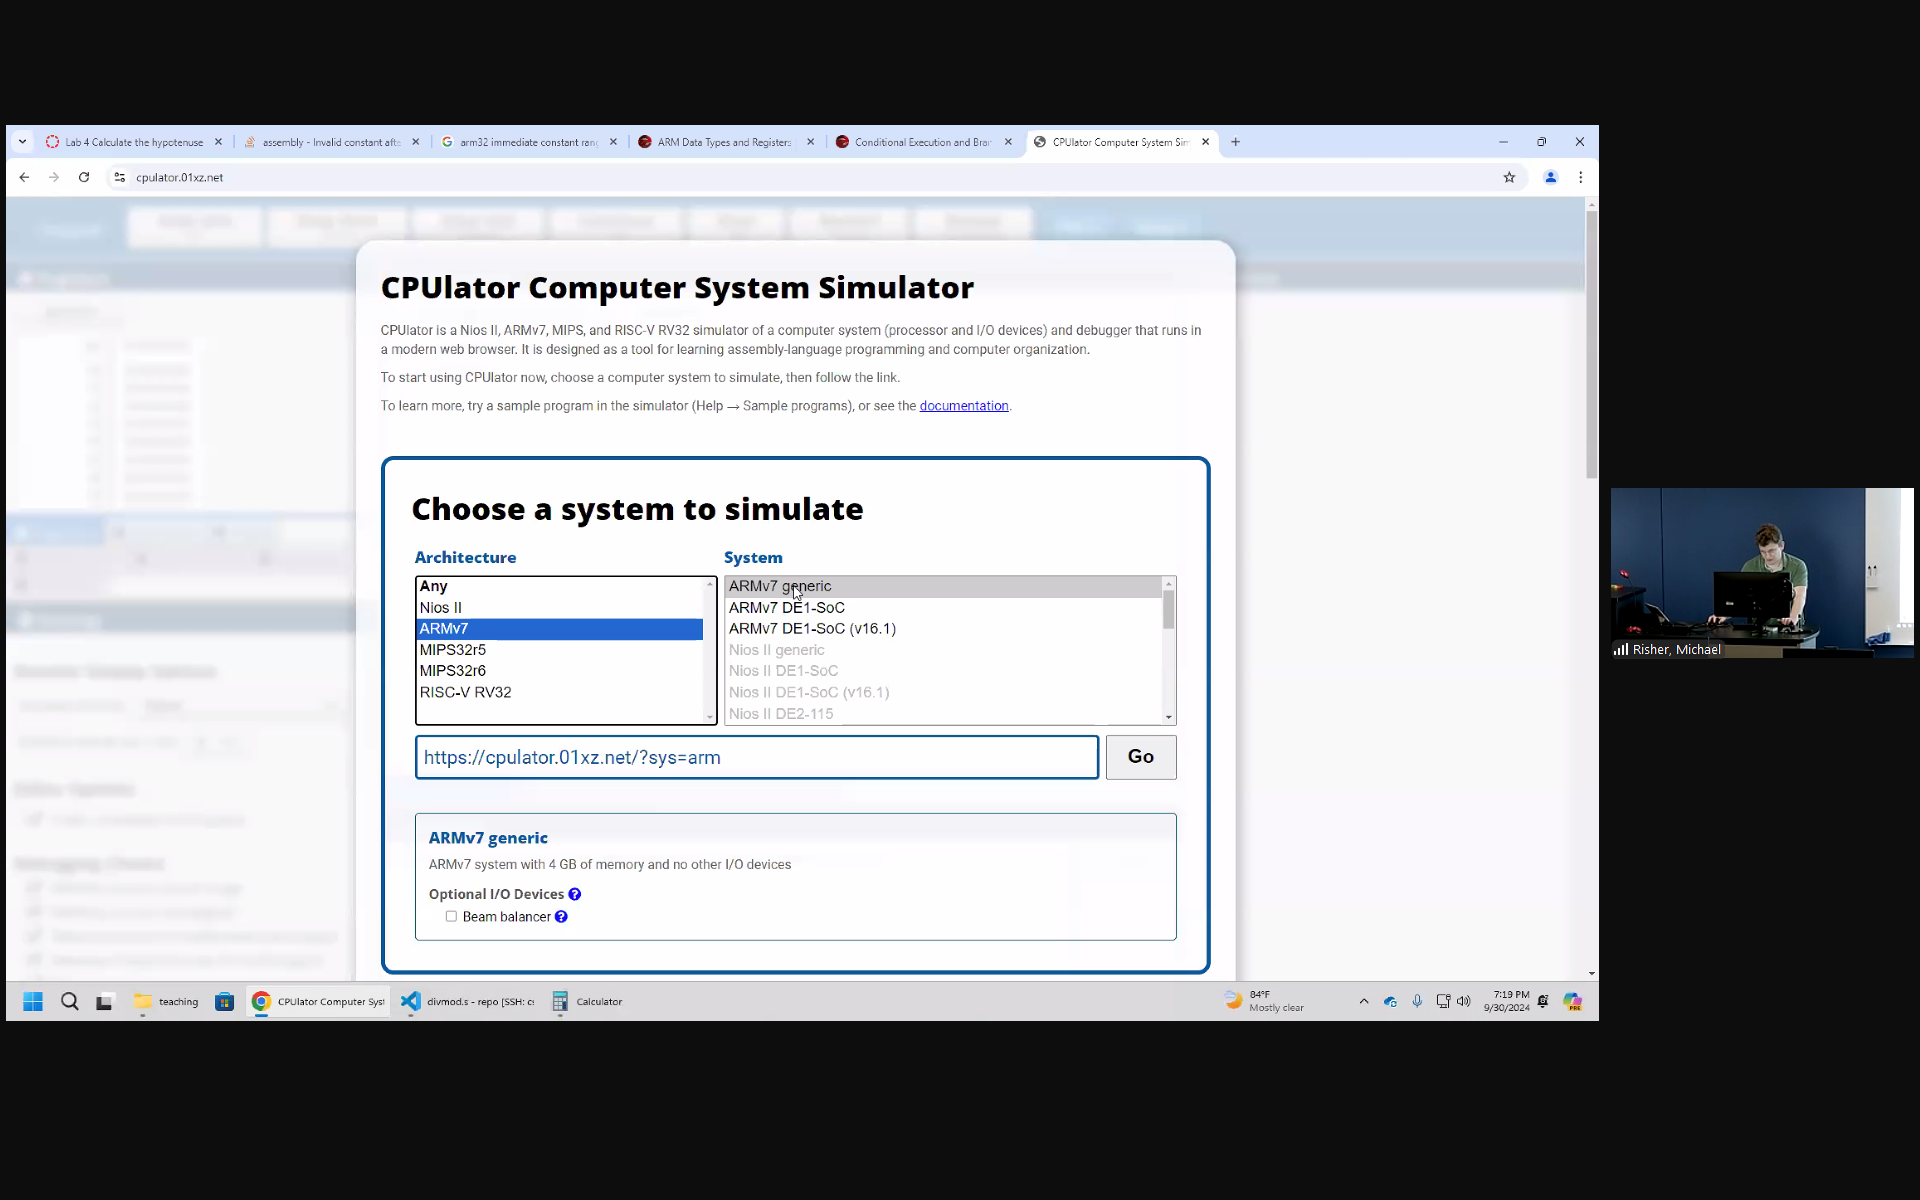 Lab 4 Calculate the hypotenuse
assembly - Invalid constant afte
arm32 immediate constant ran
ARM Data Types and Registers
Conditional Execution and Bran
CPUlator Computer System Sim
cpulator.01xz.net
CPUlator Computer System Simulator
CPUlator is a Nios II, ARMv7, MIPS, and RISC-V RV32 simulator of a computer system (processor and I/O devices) and debugger that runs in
a modern web browser. It is designed as a tool for learning assembly-language programming and computer organization.
To start using CPUlator now, choose a computer system to simulate, then follow the link.
To learn more, try a sample program in the simulator (Help → Sample programs), or see the documentation.
Choose a system to simulate
Architecture
System
Any
Nios II
ARMv7
MIPS32r5
MIPS32r6
RISC-V RV32
ARMv7 generic
ARMv7 DE1-SoC
ARMv7 DE1-SoC (v16.1)
Nios II generic
Nios II DE1-SoC
Nios II DE1-SoC (v16.1)
Nios II DE2-115
https://cpulator.01xz.net/?sys=arm
Go
ARMv7 generic
ARMv7 system with 4 GB of memory and no other I/O devices
Optional I/O Devices ?
Beam balancer ?
Risher, Michael
teaching
CPUlator Computer Sys
divmod.s - repo [SSH: cs
Calculator
84°F
Mostly clear
7:19 PM
9/30/2024